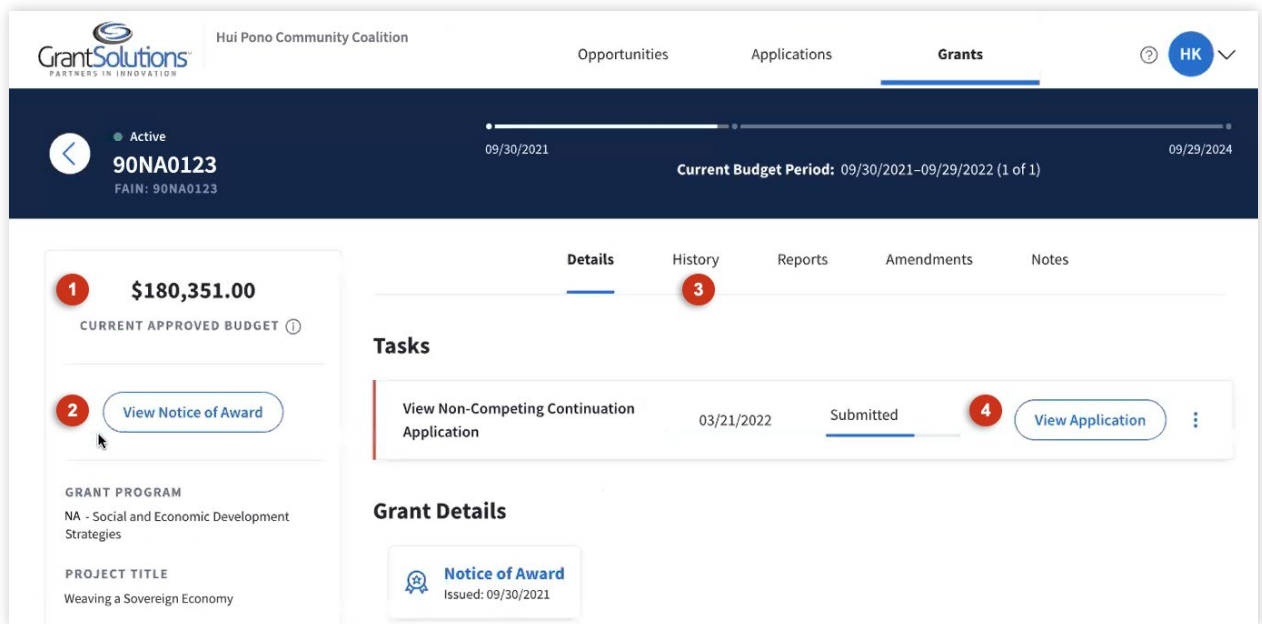 GrantSolutions
PARTNERS IN INNOVATION
Hui Pono Community Coalition
Opportunities
Applications
Grants
?
HK
Active
90NA0123
FAIN: 90NA0123
09/30/2021
09/29/2024
Current Budget Period: 09/30/2021–09/29/2022 (1 of 1)
1
$180,351.00
CURRENT APPROVED BUDGET i
2
View Notice of Award
GRANT PROGRAM
NA - Social and Economic Development
Strategies
PROJECT TITLE
Weaving a Sovereign Economy
Details
History
Reports
Amendments
Notes
3
Tasks
View Non-Competing Continuation
Application
03/21/2022
Submitted
4
View Application
Grant Details
Notice of Award
Issued: 09/30/2021